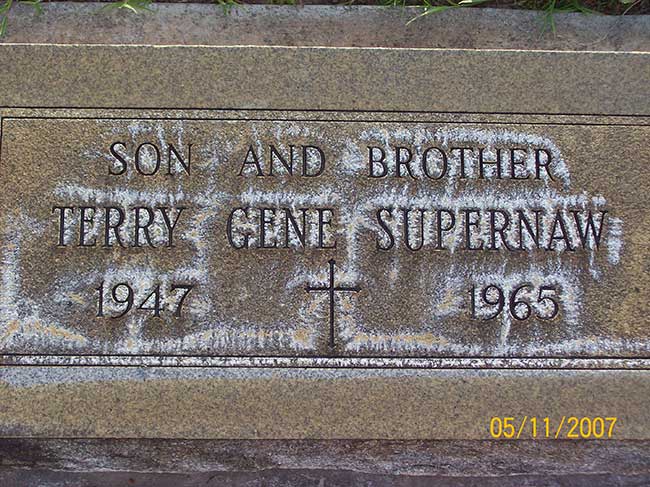 SON AND BROTHER
TERRY GENE SUPERNAW
1947 1965
05/11/2007